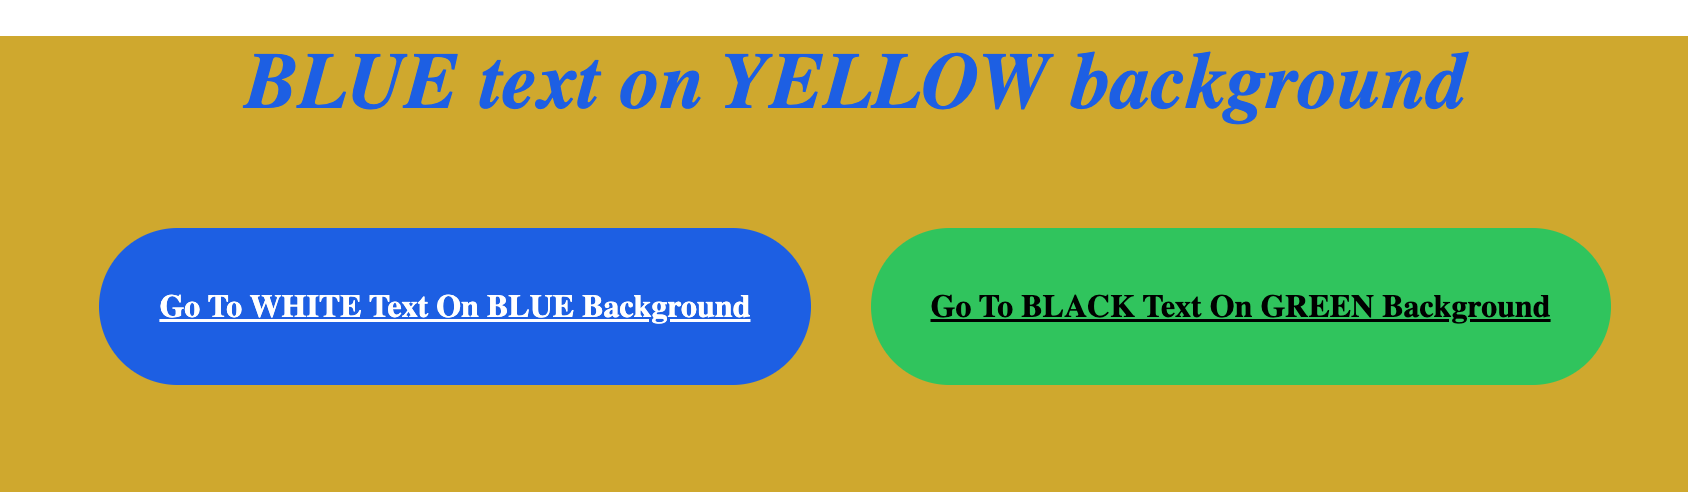 BLUE text on YELLOW background
Go To WHITE Text On BLUE Background
Go To BLACK Text On GREEN Background